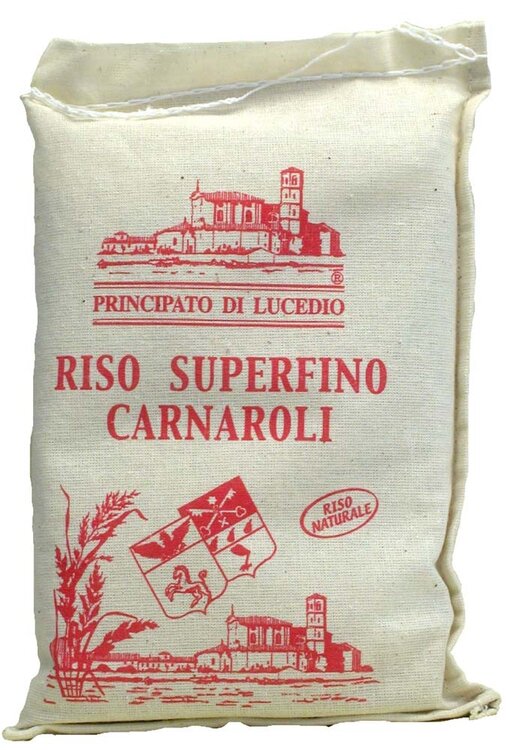 ®
PRINCIPATO DI LUCEDIO
RISO SUPERFINO
CARNAROLI
RISO
NATURALE